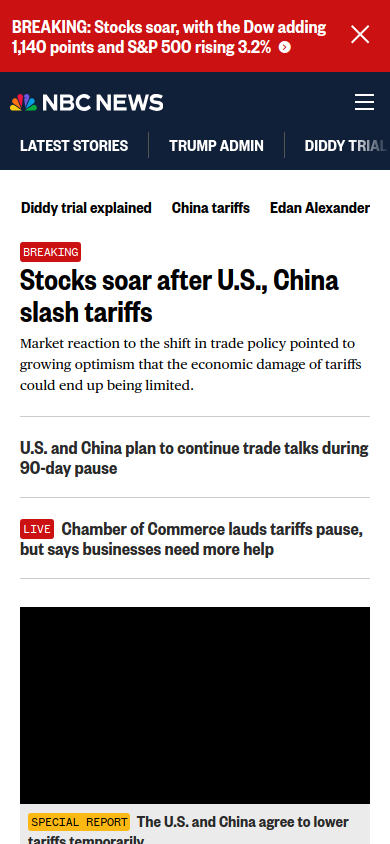 BREAKING: Stocks soar, with the Dow adding
1,140 points and S&P 500 rising 3.2%
NBC NEWS
LATEST STORIES TRUMP ADMIN DIDDY TRIAL
Diddy trial explained China tariffs Edan Alexander
BREAKING
Stocks soar after U.S., China
slash tariffs
Market reaction to the shift in trade policy pointed to
growing optimism that the economic damage of tariffs
could end up being limited.
U.S. and China plan to continue trade talks during
90-day pause
LIVE Chamber of Commerce lauds tariffs pause,
but says businesses need more help
SPECIAL REPORT The U.S. and China agree to lower
tariffs temporarily